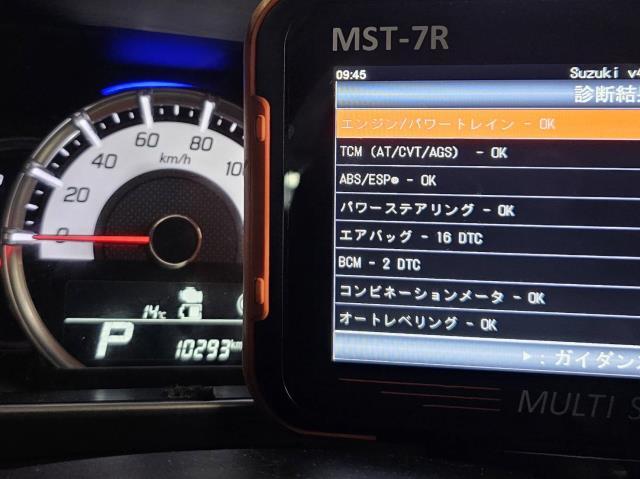 MST-7R
09:45 Suzuki v4
診断結果
エンジン/パワートレイン - OK
TCM (AT/CVT/AGS) - OK
ABS/ESP® - OK
パワーステアリング - OK
エアバッグ - 16 DTC
BCM - 2 DTC
コンビネーションメータ - OK
オートレベリング - OK
▶ : ガイダン
MULTI S
0
20
40
60
80
100
km/h
14℃
P
10293km